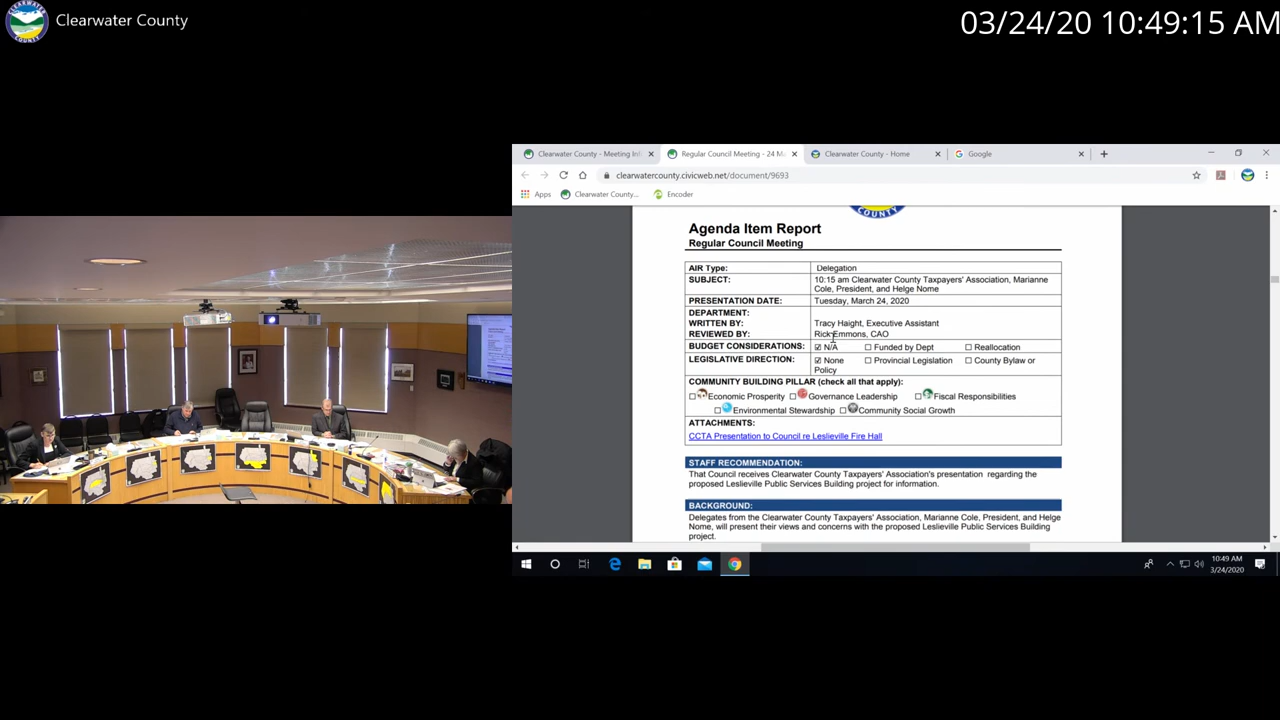 Clearwater County
03/24/20 10:49:15 AM
Clearwater County - Meeting In
Regular Council Meeting - 24 M
Clearwater County - Home
Google
clearwatercounty.civicweb.net/document/9693
Apps
Clearwater County...
Encoder
COUNTY
Agenda Item Report
Regular Council Meeting
AIR Type: Delegation
SUBJECT: 10:15 am Clearwater County Taxpayers' Association, Marianne
Cole, President, and Helge Nome
PRESENTATION DATE: Tuesday, March 24, 2020
DEPARTMENT:
WRITTEN BY: Tracy Haight, Executive Assistant
REVIEWED BY: Rick Emmons, CAO
BUDGET CONSIDERATIONS: ☑ N/A ☐ Funded by Dept ☐ Reallocation
LEGISLATIVE DIRECTION: ☑ None ☐ Provincial Legislation ☐ County Bylaw or
Policy
COMMUNITY BUILDING PILLAR (check all that apply):
☐ Economic Prosperity ☐ Governance Leadership ☐ Fiscal Responsibilities
☐ Environmental Stewardship ☐ Community Social Growth
ATTACHMENTS:
CCTA Presentation to Council re Leslieville Fire Hall
STAFF RECOMMENDATION:
That Council receives Clearwater County Taxpayers' Association's presentation regarding the
proposed Leslieville Public Services Building project for information.
BACKGROUND:
Delegates from the Clearwater County Taxpayers' Association, Marianne Cole, President, and Helge
Nome, will present their views and concerns with the proposed Leslieville Public Services Building
project.
10:49 AM
3/24/2020